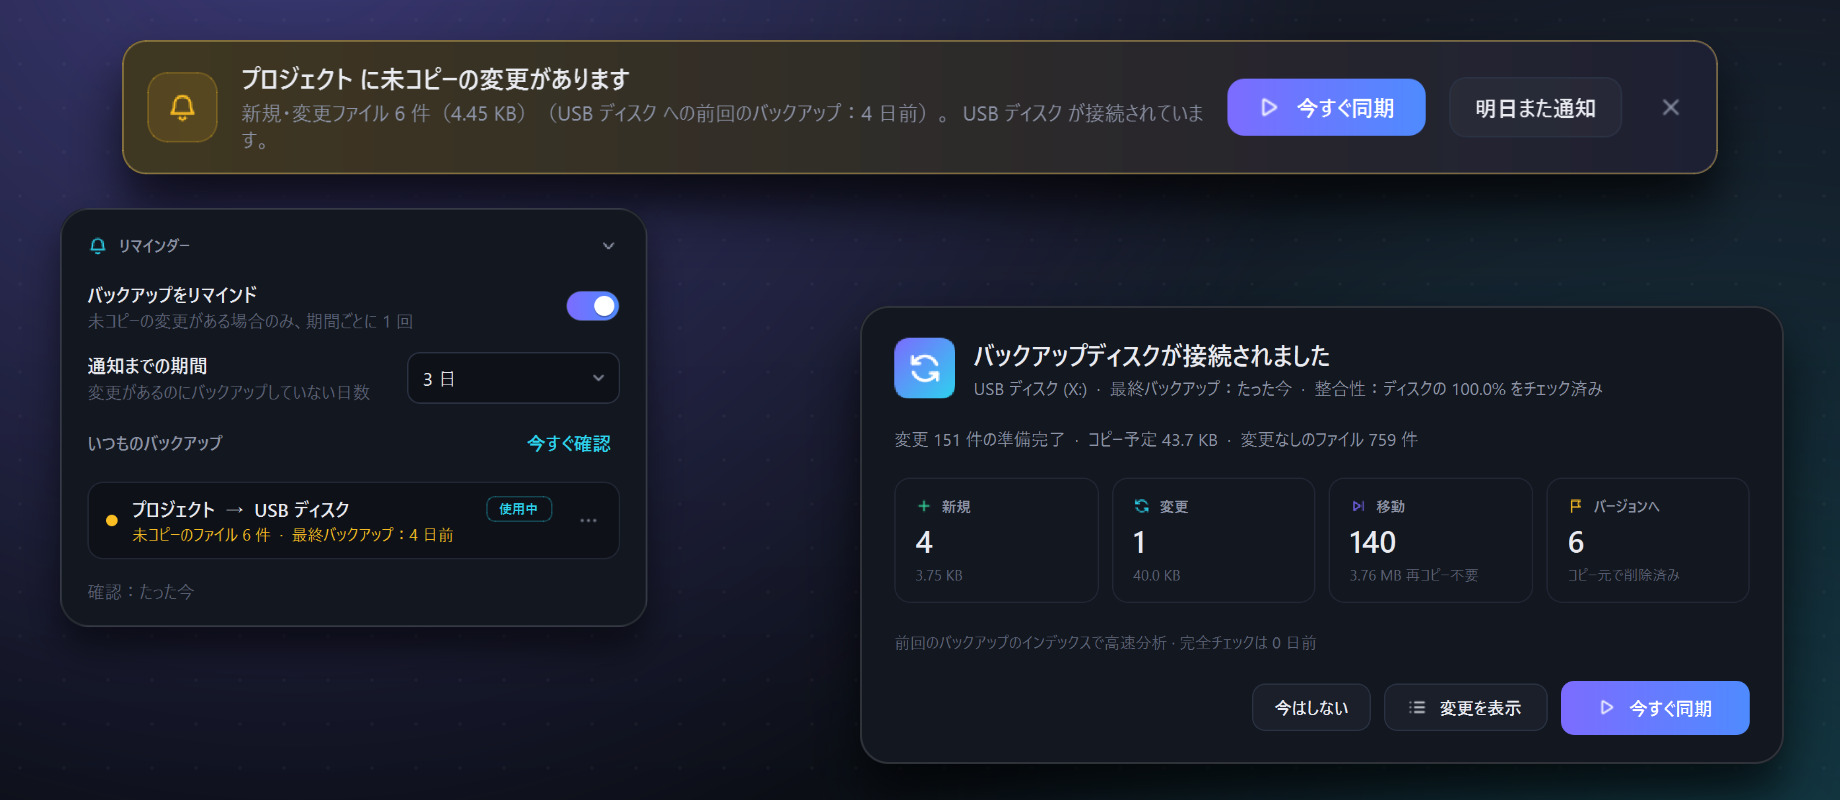 プロジェクト に未コピーの変更があります
新規・変更ファイル 6 件（4.45 KB）（USB ディスク への前回のバックアップ：4 日前）。 USB ディスク が接続されていま
す。
今すぐ同期
明日また通知
リマインダー
バックアップをリマインド
未コピーの変更がある場合のみ、期間ごとに 1 回
通知までの期間
変更があるのにバックアップしていない日数
3 日
いつものバックアップ
今すぐ確認
プロジェクト → USB ディスク
使用中
未コピーのファイル 6 件 · 最終バックアップ：4 日前
確認：たった今
バックアップディスクが接続されました
USB ディスク (X:) · 最終バックアップ：たった今 · 整合性：ディスクの 100.0% をチェック済み
変更 151 件の準備完了 · コピー予定 43.7 KB · 変更なしのファイル 759 件
新規
4
3.75 KB
変更
1
40.0 KB
移動
140
3.76 MB 再コピー不要
バージョンへ
6
コピー元で削除済み
前回のバックアップのインデックスで高速分析 · 完全チェックは 0 日前
今はしない
変更を表示
今すぐ同期